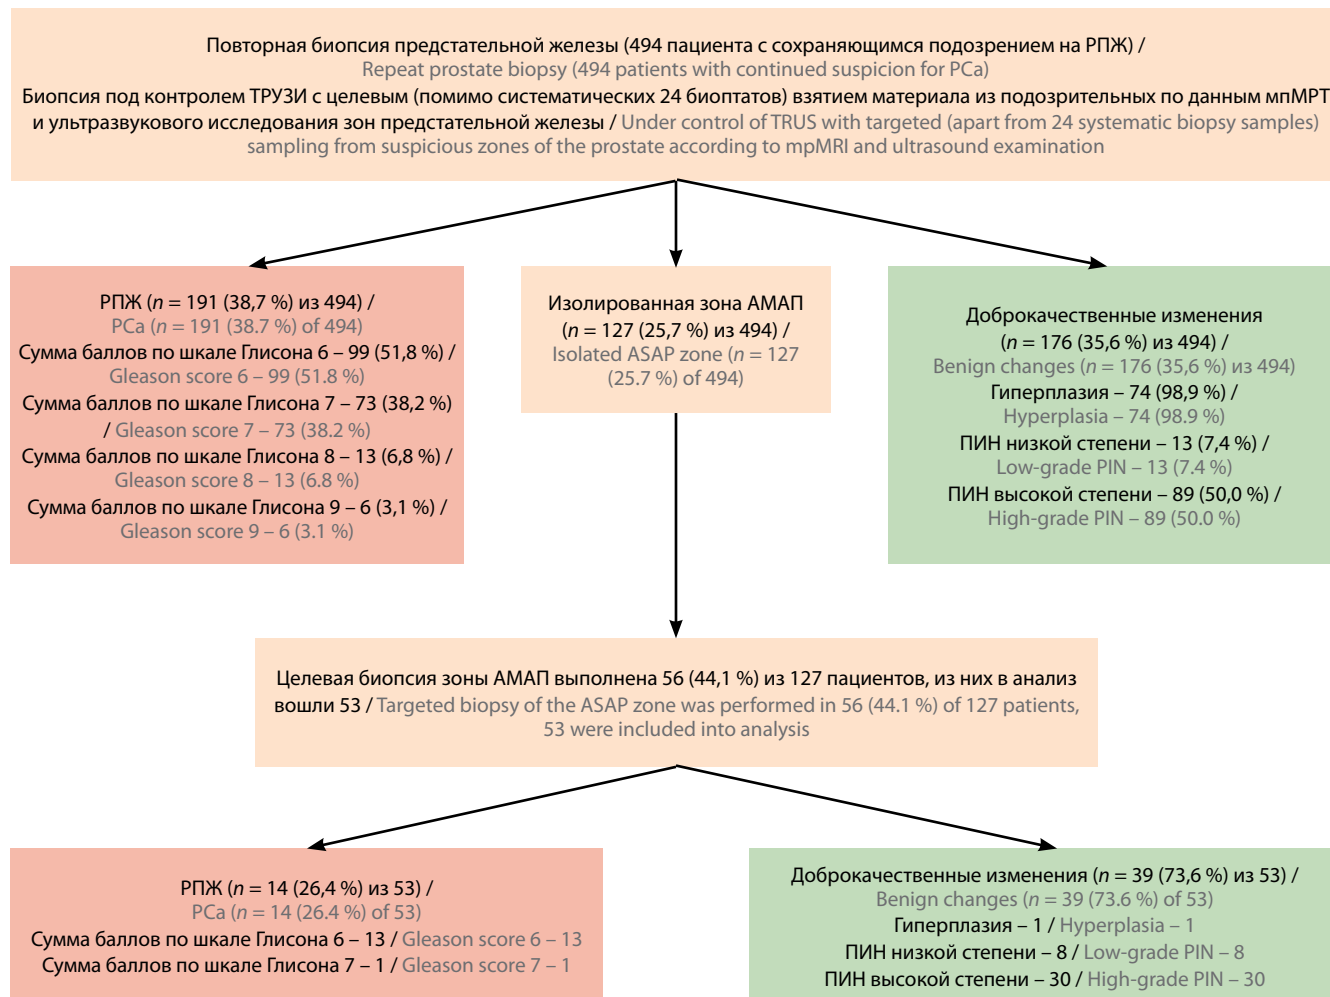 Повторная биопсия предстательной железы (494 пациента с сохраняющимся подозрением на РПЖ) /
Repeat prostate biopsy (494 patients with continued suspicion for PCa)
Биопсия под контролем ТРУЗИ с целевым (помимо систематических 24 биоптатов) взятием материала из подозрительных по данным мпМРТ
и ультразвукового исследования зон предстательной железы / Under control of TRUS with targeted (apart from 24 systematic biopsy samples)
sampling from suspicious zones of the prostate according to mpMRI and ultrasound examination
РПЖ (n = 191 (38,7 %) из 494) /
PCa (n = 191 (38.7 %) of 494)
Сумма баллов по шкале Глисона 6 – 99 (51,8 %) /
Gleason score 6 – 99 (51.8 %)
Сумма баллов по шкале Глисона 7 – 73 (38,2 %)
/ Gleason score 7 – 73 (38.2 %)
Сумма баллов по шкале Глисона 8 – 13 (6,8 %) /
Gleason score 8 – 13 (6.8 %)
Сумма баллов по шкале Глисона 9 – 6 (3,1 %) /
Gleason score 9 – 6 (3.1 %)
Изолированная зона АМАП
(n = 127 (25,7 %) из 494) /
Isolated ASAP zone (n = 127
(25.7 %) of 494)
Доброкачественные изменения
(n = 176 (35,6 %) из 494) /
Benign changes (n = 176 (35,6 %) из 494)
Гиперплазия – 74 (98,9 %) /
Hyperplasia – 74 (98.9 %)
ПИН низкой степени – 13 (7,4 %) /
Low-grade PIN – 13 (7.4 %)
ПИН высокой степени – 89 (50,0 %) /
High-grade PIN – 89 (50.0 %)
Целевая биопсия зоны АМАП выполнена 56 (44,1 %) из 127 пациентов, из них в анализ
вошли 53 / Targeted biopsy of the ASAP zone was performed in 56 (44.1 %) of 127 patients,
53 were included into analysis
РПЖ (n = 14 (26,4 %) из 53) /
PCa (n = 14 (26.4 %) of 53)
Сумма баллов по шкале Глисона 6 – 13 / Gleason score 6 – 13
Сумма баллов по шкале Глисона 7 – 1 / Gleason score 7 – 1
Доброкачественные изменения (n = 39 (73,6 %) из 53) /
Benign changes (n = 39 (73.6 %) of 53)
Гиперплазия – 1 / Hyperplasia – 1
ПИН низкой степени – 8 / Low-grade PIN – 8
ПИН высокой степени – 30 / High-grade PIN – 30